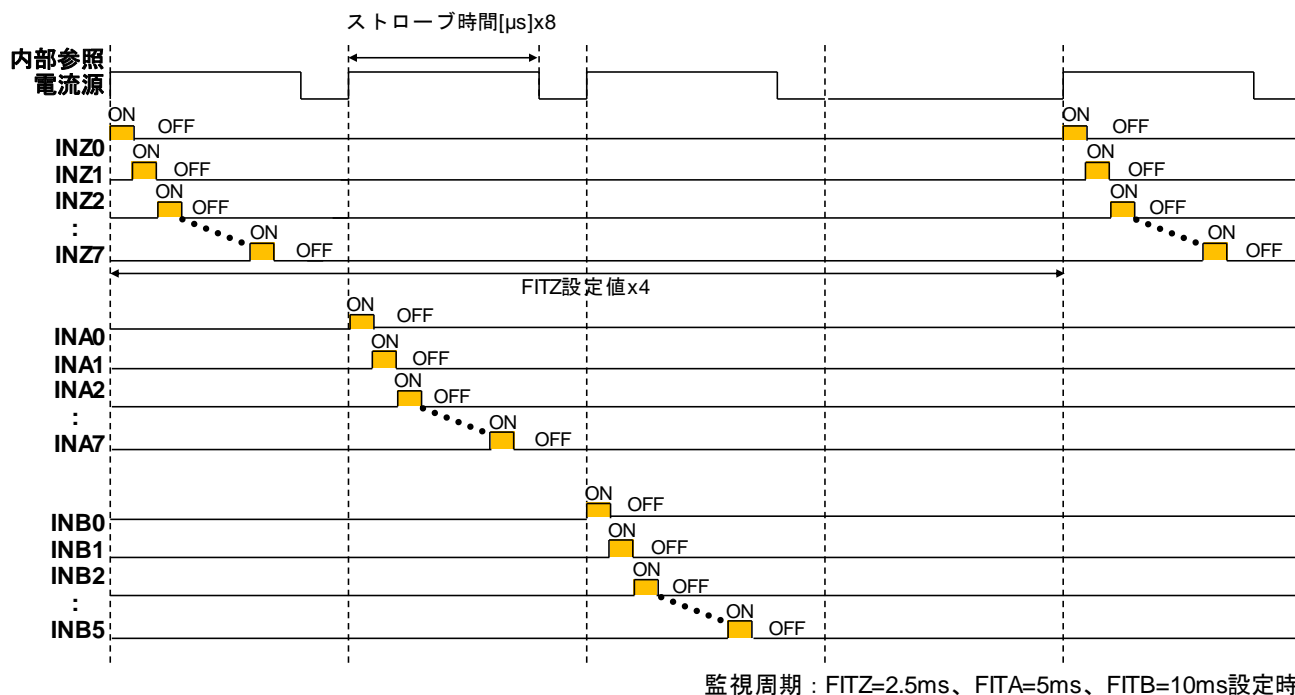 ストローブ時間[µs]x8
内部参照
電流源
ON
OFF
ON
OFF
INZ0
ON
OFF
ON
OFF
INZ1
ON
OFF
ON
OFF
INZ2
:
ON
OFF
ON
OFF
INZ7
FITZ設定値x4
ON
OFF
INA0
ON
OFF
INA1
ON
OFF
INA2
:
ON
OFF
INA7
ON
OFF
INB0
ON
OFF
INB1
ON
OFF
INB2
:
ON
OFF
INB5
監視周期：FITZ=2.5ms、FITA=5ms、FITB=10ms設定時